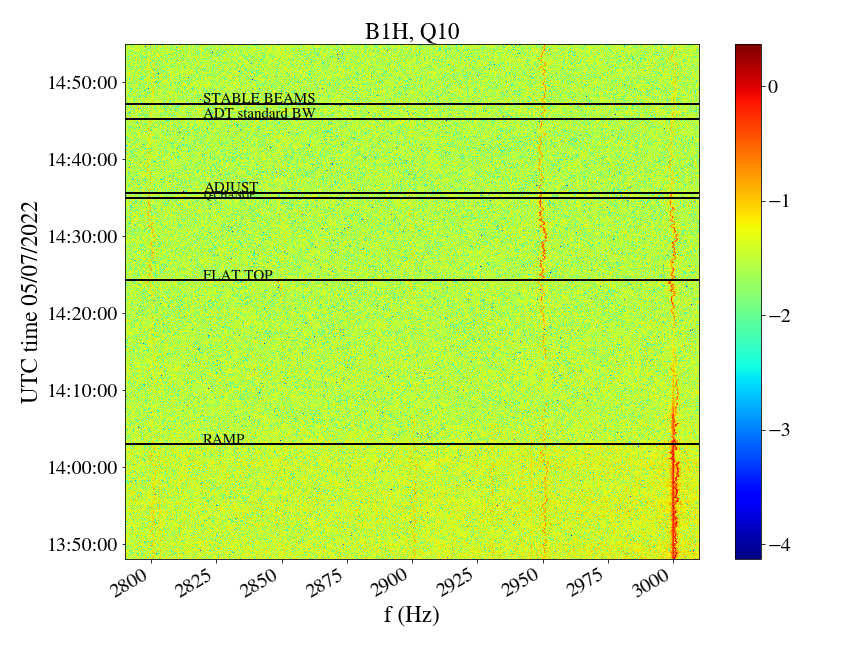 B1H, Q10
14:50:00
STABLE BEAMS
ADT standard BW
14:40:00
ADJUST
14:30:00
FLAT TOP
14:20:00
14:10:00
RAMP
14:00:00
13:50:00
UTC time 05/07/2022
2800
2825
2850
2875
2900
2925
2950
2975
3000
f (Hz)
0
−1
−2
−3
−4